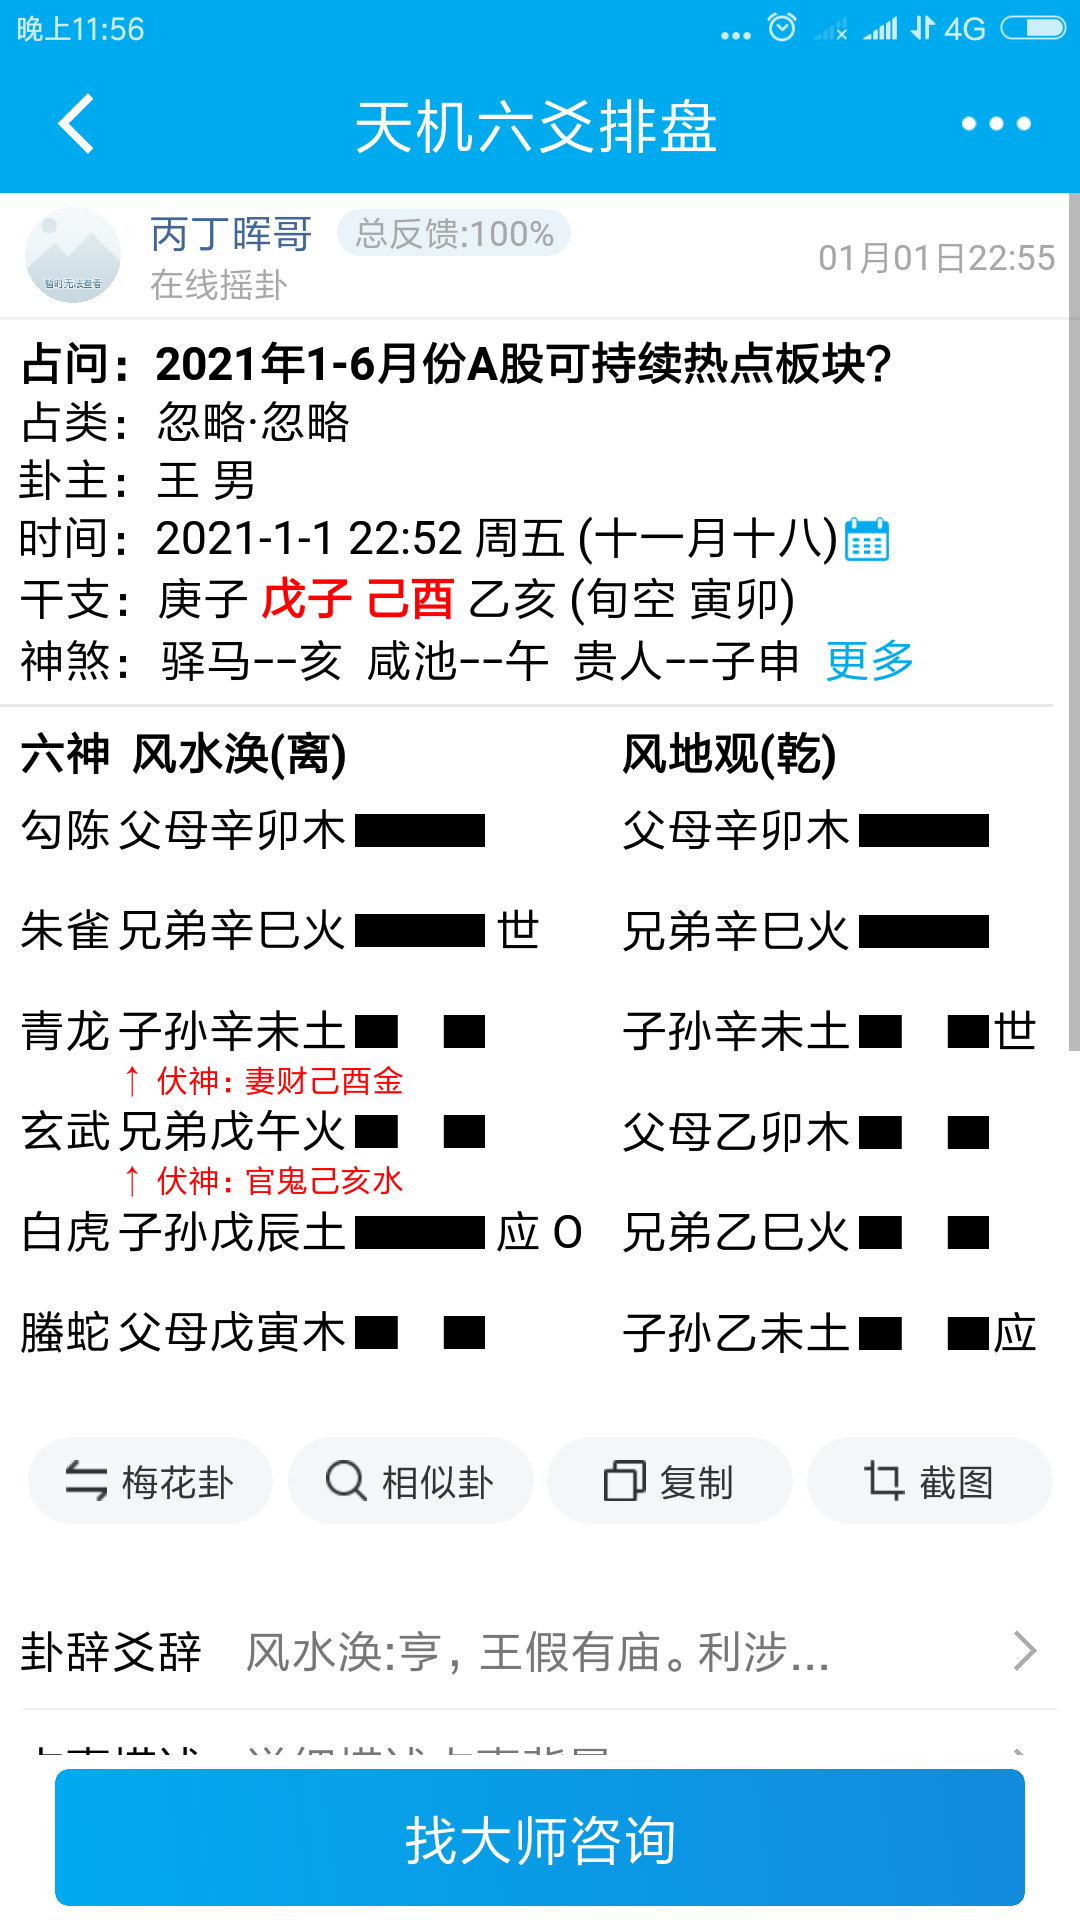 晚上11:56
4G
天机六爻排盘
暂时无法查看
丙丁晖哥 总反馈:100%
在线摇卦
01月01日22:55
占问：2021年1-6月份A股可持续热点板块?
占类：忽略·忽略
卦主：王 男
时间：2021-1-1 22:52 周五 (十一月十八)
干支：庚子 戊子 己酉 乙亥 (旬空 寅卯)
神煞：驿马--亥 咸池--午 贵人--子申 更多
六神 风水涣(离) 风地观(乾)
勾陈 父母辛卯木 父母辛卯木
朱雀 兄弟辛巳火 世 兄弟辛巳火
青龙 子孙辛未土 子孙辛未土 世
↑ 伏神：妻财己酉金
玄武 兄弟戊午火 父母乙卯木
↑ 伏神：官鬼己亥水
白虎 子孙戊辰土 应 O 兄弟乙巳火
螣蛇 父母戊寅木 子孙乙未土 应
梅花卦 相似卦 复制 截图
卦辞爻辞 风水涣:亨，王假有庙。利涉...
找大师咨询